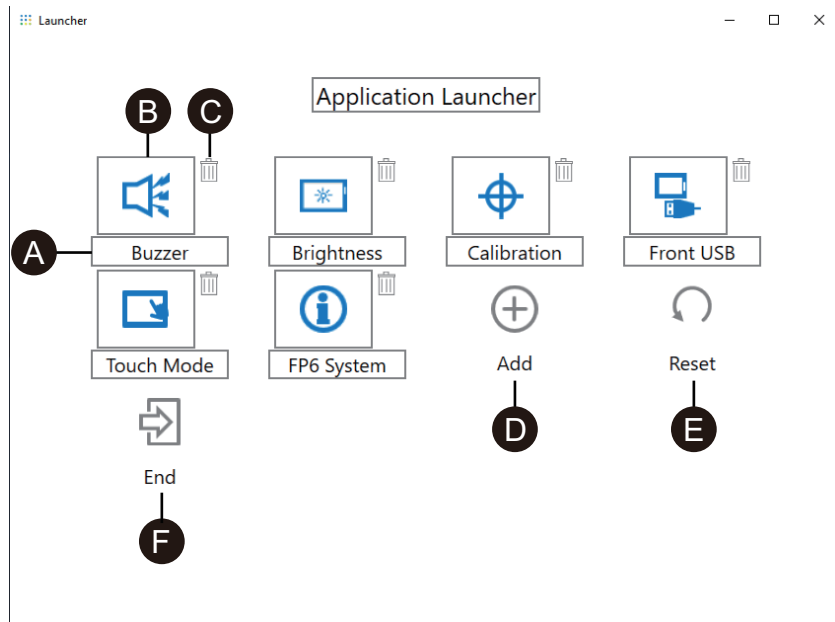 Launcher
Application Launcher
B C
A
Buzzer Brightness Calibration Front USB
Touch Mode FP6 System Add Reset
D E
End
F